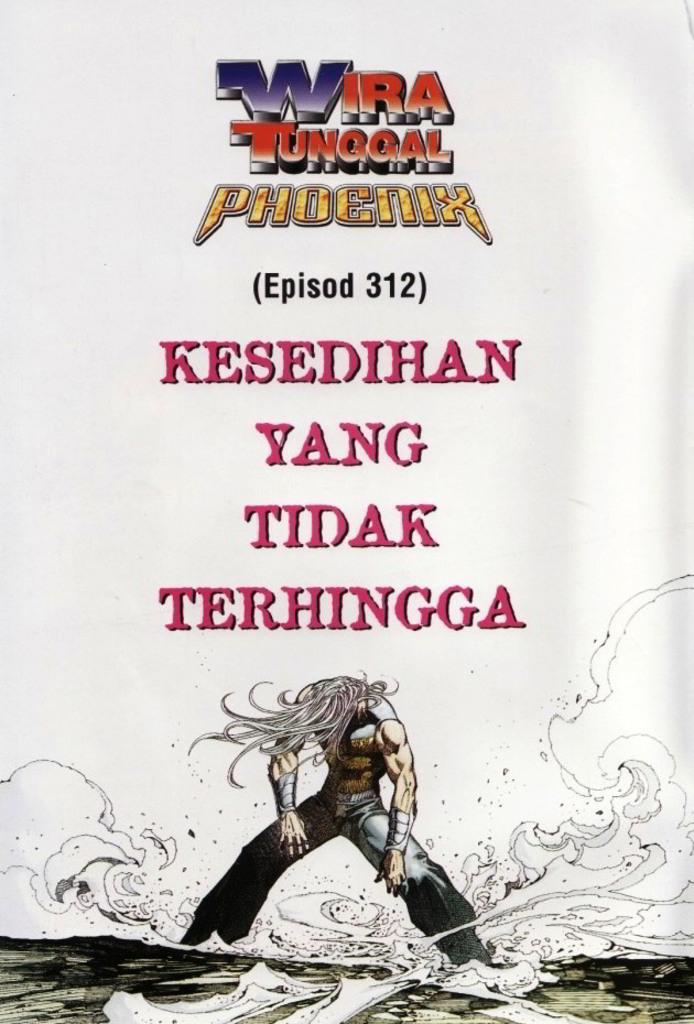 WIRA
TUNGGAL
PHOENIX
(Episod 312)
KESEDIHAN
YANG
TIDAK
TERHINGGA